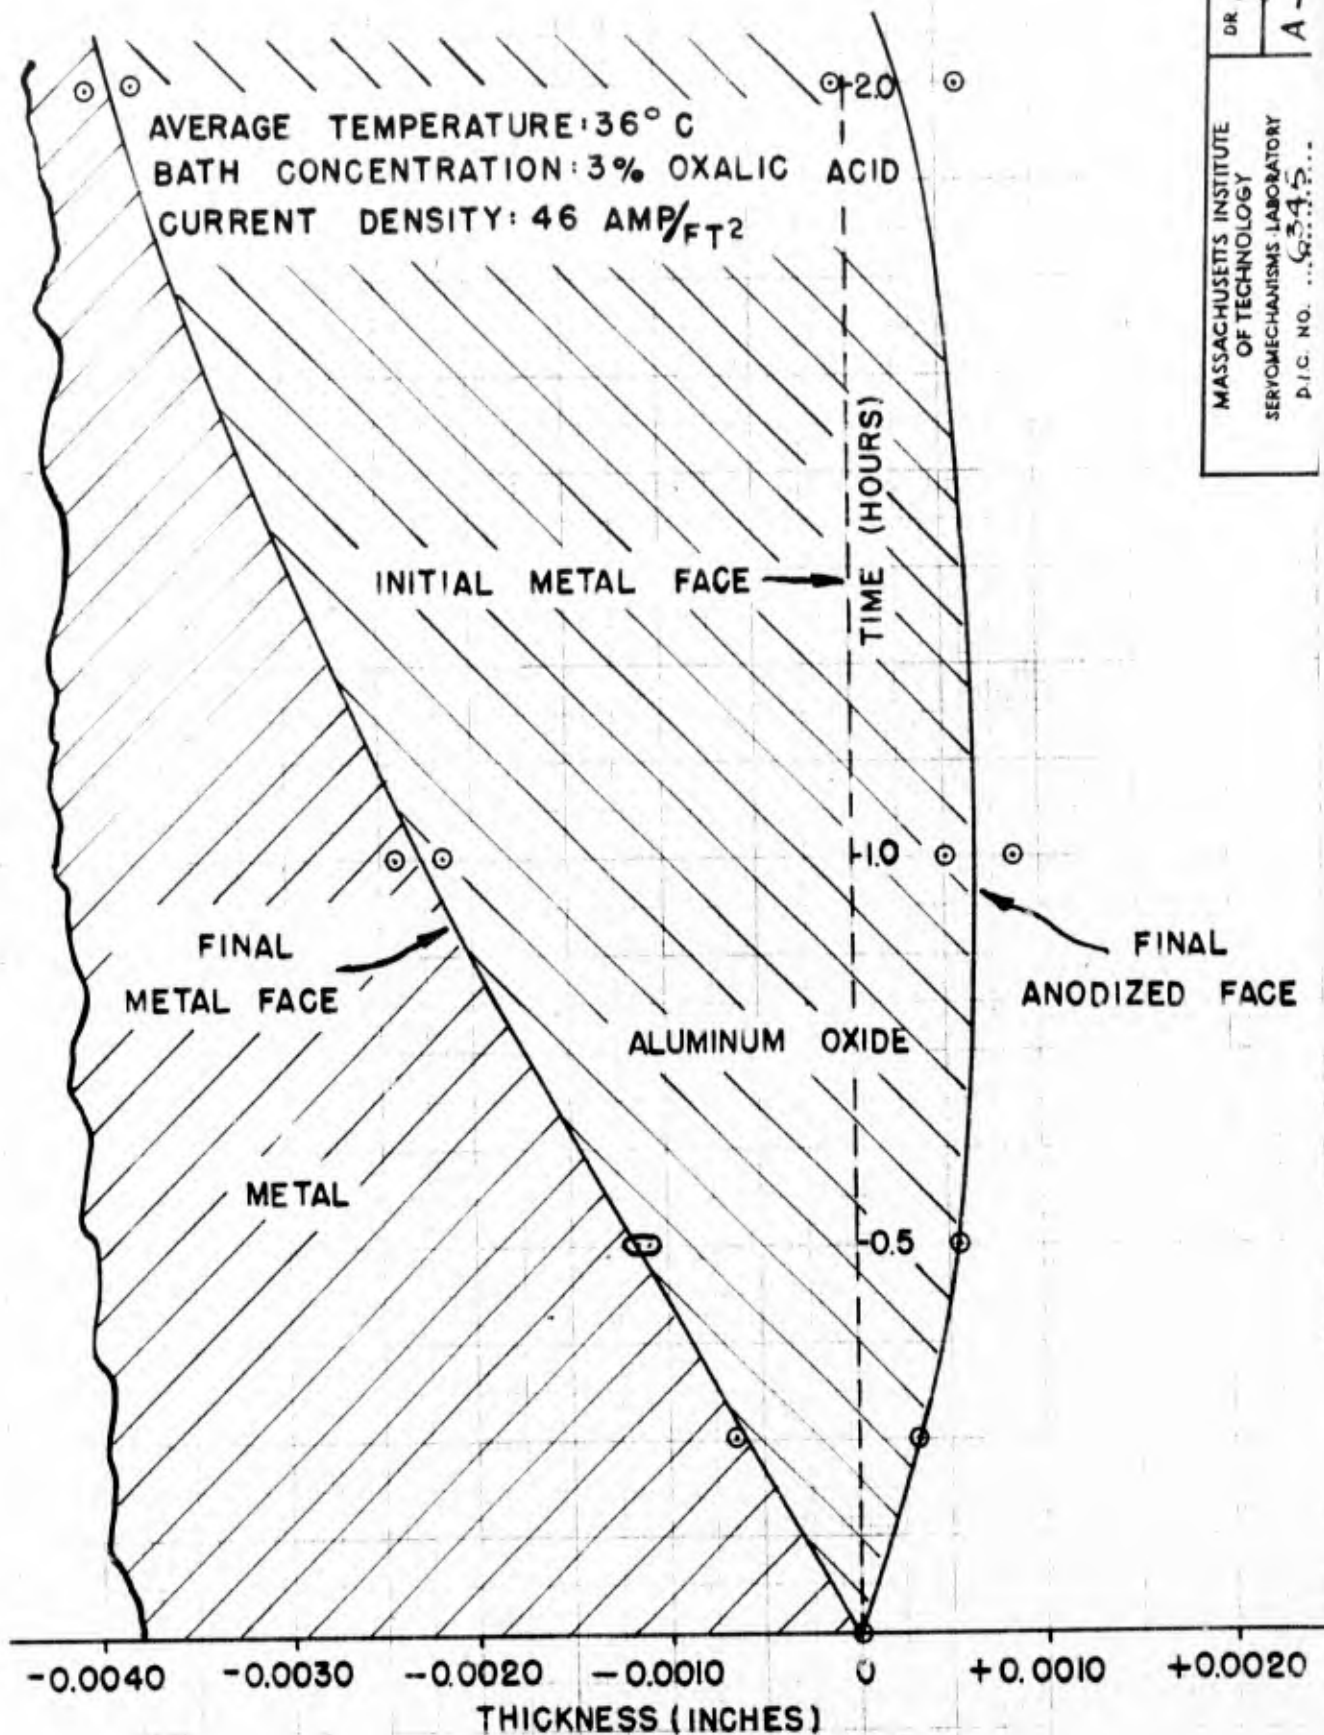 2.0
AVERAGE TEMPERATURE: 36° C
BATH CONCENTRATION: 3% OXALIC ACID
CURRENT DENSITY: 46 AMP/FT2
TIME (HOURS)
INITIAL METAL FACE
1.0
FINAL
METAL FACE
FINAL
ANODIZED FACE
ALUMINUM OXIDE
METAL
0.5
-0.0040 -0.0030 -0.0020 -0.0010 0 +0.0010 +0.0020
THICKNESS (INCHES)
MASSACHUSETTS INSTITUTE
OF TECHNOLOGY
SERVOMECHANISMS LABORATORY
D.I.C. NO. ...6345...
DR
A-